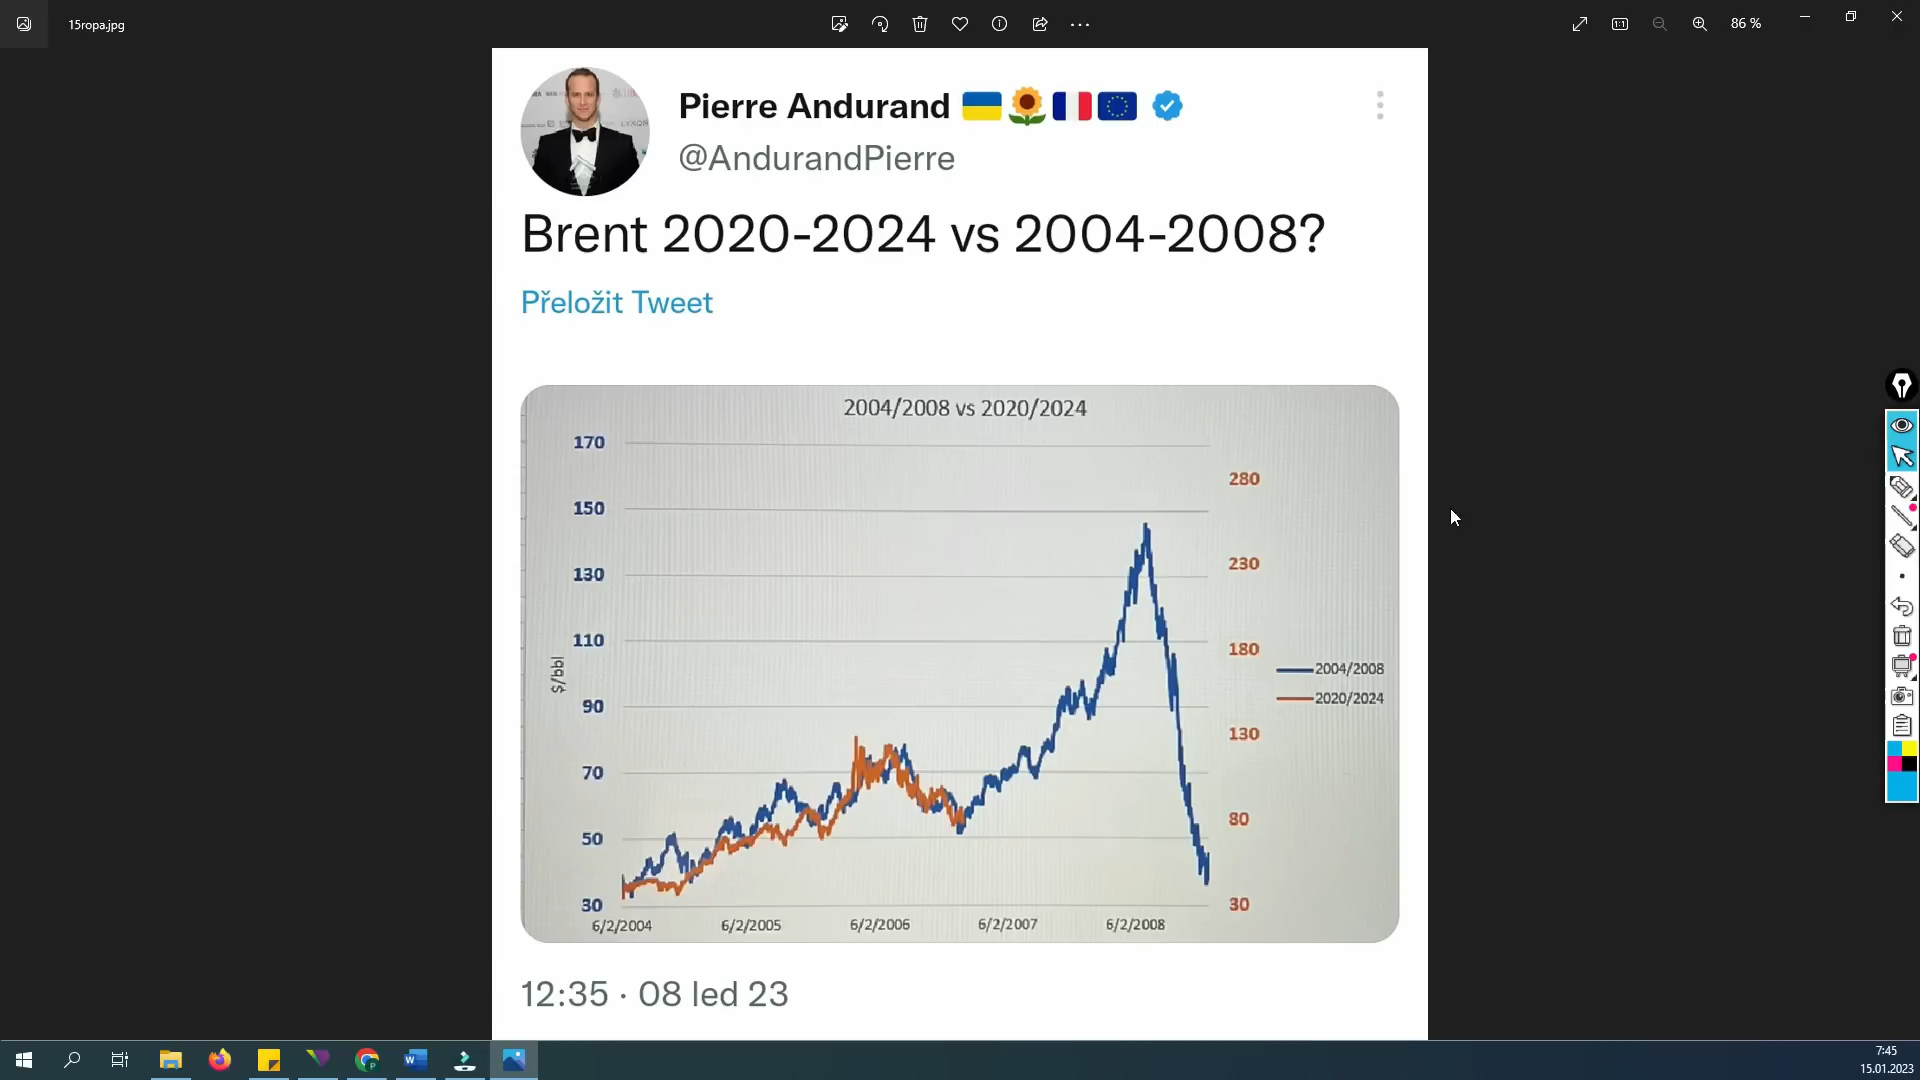 15ropa.jpg
86 %
Pierre Andurand
@AndurandPierre
Brent 2020-2024 vs 2004-2008?
Přeložit Tweet
2004/2008 vs 2020/2024
170
150
130
110
90
70
50
30
$/bbl
280
230
180
130
80
30
2004/2008
2020/2024
6/2/2004 6/2/2005 6/2/2006 6/2/2007 6/2/2008
12:35 · 08 led 23
7:45
15.01.2023